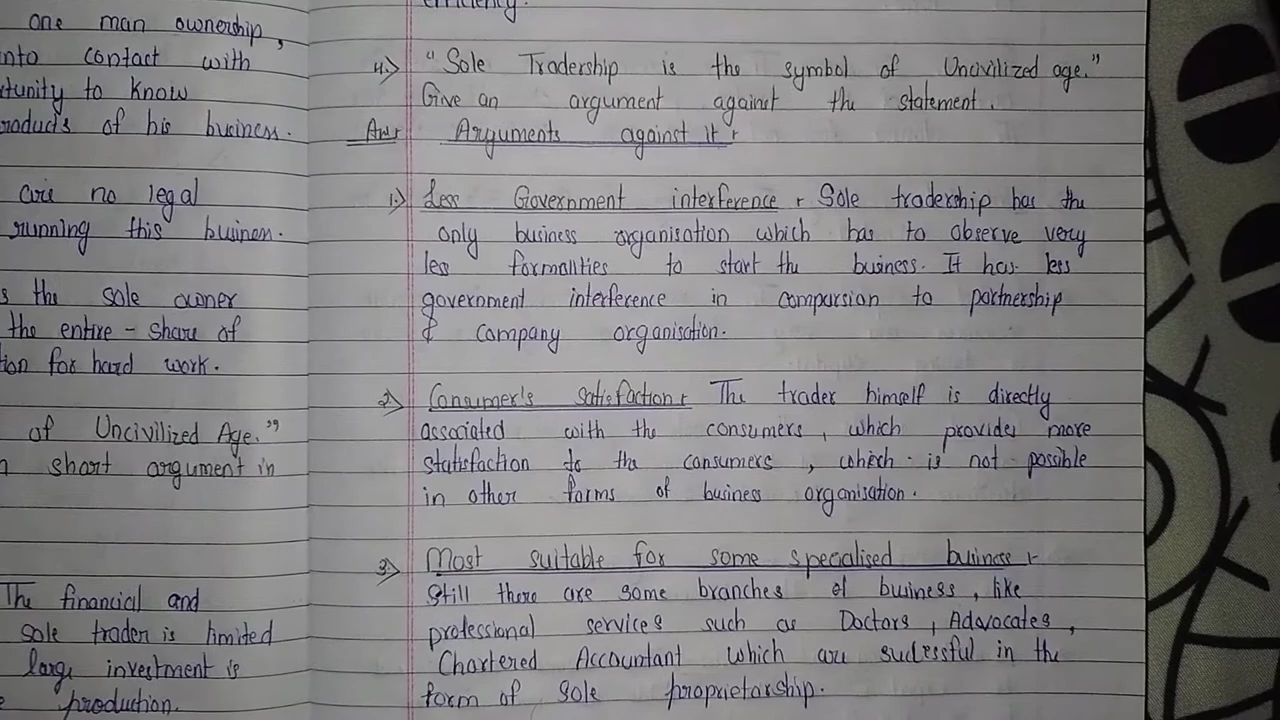 one man ownership,
into contact with
tunity to know
roducts of his business.
are no legal
running this businen.
s the sole owner
the entire - share of
tion for hard work.
of Uncivilized Age."
short argument in
The financial and
sole trader is limited
large investment is
production.
efficiency.
4.) "Sole Tradership is the symbol of Uncivilized age."
Give an argument against the statement.
Ans:- Arguments against it:-
1.) Less Government interference :- Sole tradership has the
only business organisation which has to observe very
less formalities to start the business. It has less
government interference in comparsion to partnership
& company organisation.
2.) Consumer's satisfaction:- The trader himself is directly
associated with the consumers, which provides more
statisfaction to the consumers, which is not possible
in other forms of business organisation.
3.) Most suitable for some specialised business:-
Still there are some branches of business, like
professional services such as Doctors, Adavocates,
Chartered Accountant which are successful in the
form of Sole proprietorship.